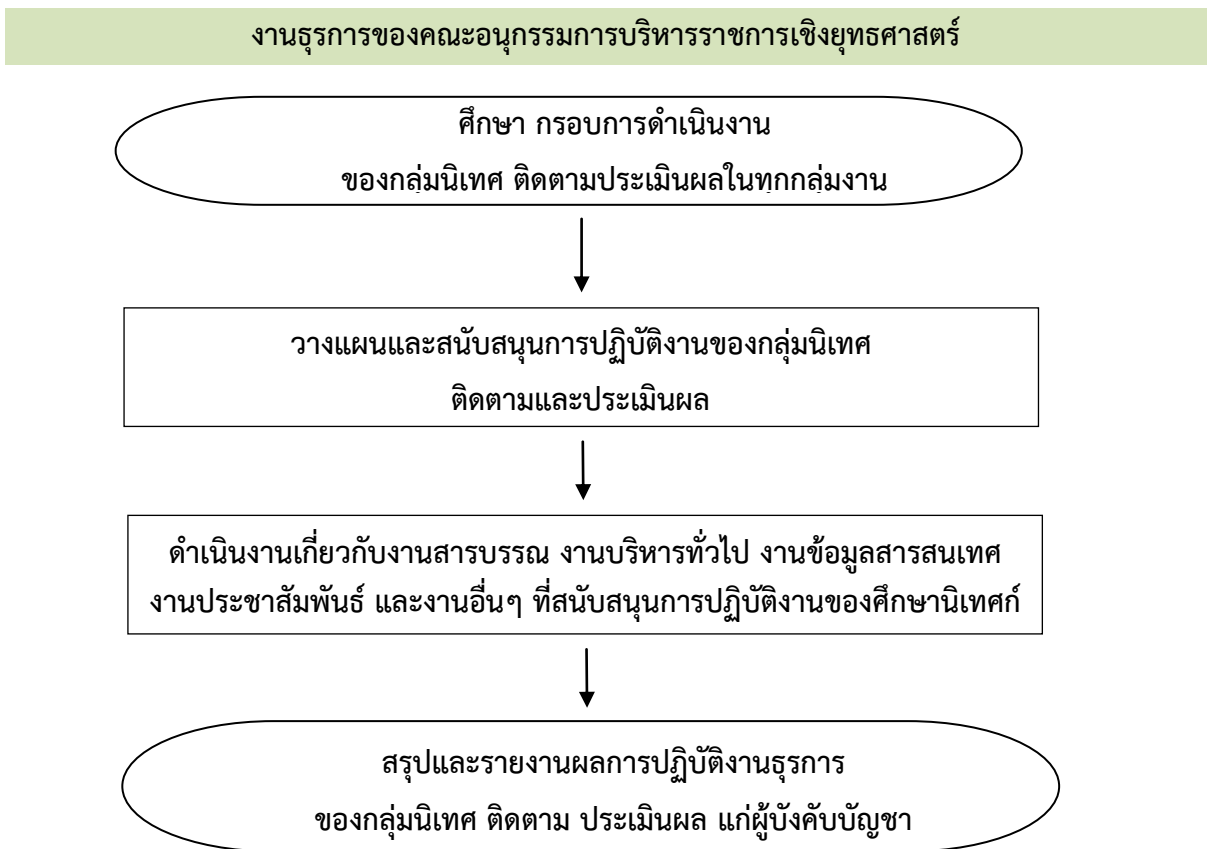 งานธุรการของคณะอนุกรรมการบริหารราชการเชิงยุทธศาสตร์
ศึกษา กรอบการดำเนินงาน
ของกลุ่มนิเทศ ติดตามประเมินผลในทุกกลุ่มงาน
วางแผนและสนับสนุนการปฏิบัติงานของกลุ่มนิเทศ
ติดตามและประเมินผล
ดำเนินงานเกี่ยวกับงานสารบรรณ งานบริหารทั่วไป งานข้อมูลสารสนเทศ
งานประชาสัมพันธ์ และงานอื่นๆ ที่สนับสนุนการปฏิบัติงานของศึกษานิเทศก์
สรุปและรายงานผลการปฏิบัติงานธุรการ
ของกลุ่มนิเทศ ติดตาม ประเมินผล แก่ผู้บังคับบัญชา